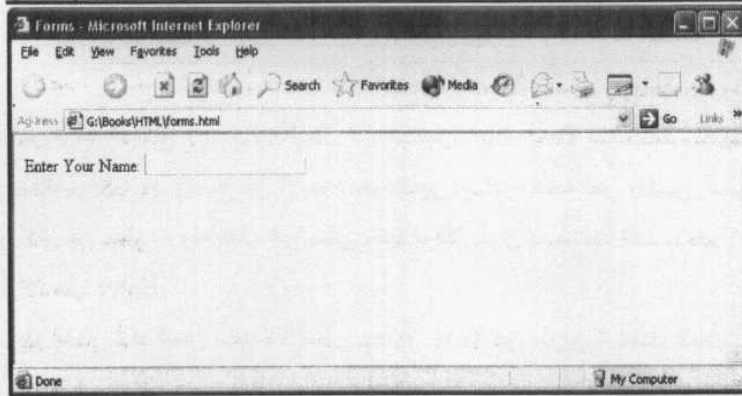 Forms - Microsoft Internet Explorer
File Edit View Favorites Tools Help
Search Favorites Media
Address G:\Books\HTML\forms.html Go Links »
Enter Your Name:
Done My Computer